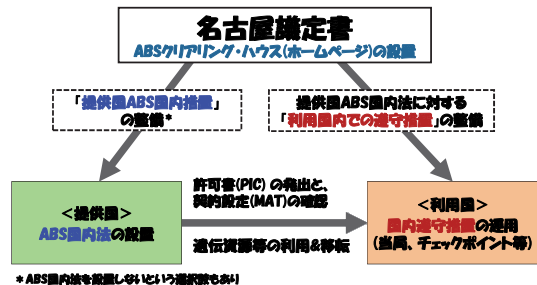 名古屋議定書
ABSクリアリング・ハウス(ホームページ)の設置
「提供国ABS国内措置」
の整備*
提供国ABS国内法に対する
「利用国内での遵守措置」の整備
許可書(PIC) の発出と、
契約設定(MAT)の確認
<提供国>
ABS国内法の設置
<利用国>
国内遵守措置の運用
(当局、チェックポイント等)
遺伝資源等の利用&移転
* ABS国内法を設置しないという選択肢もあり